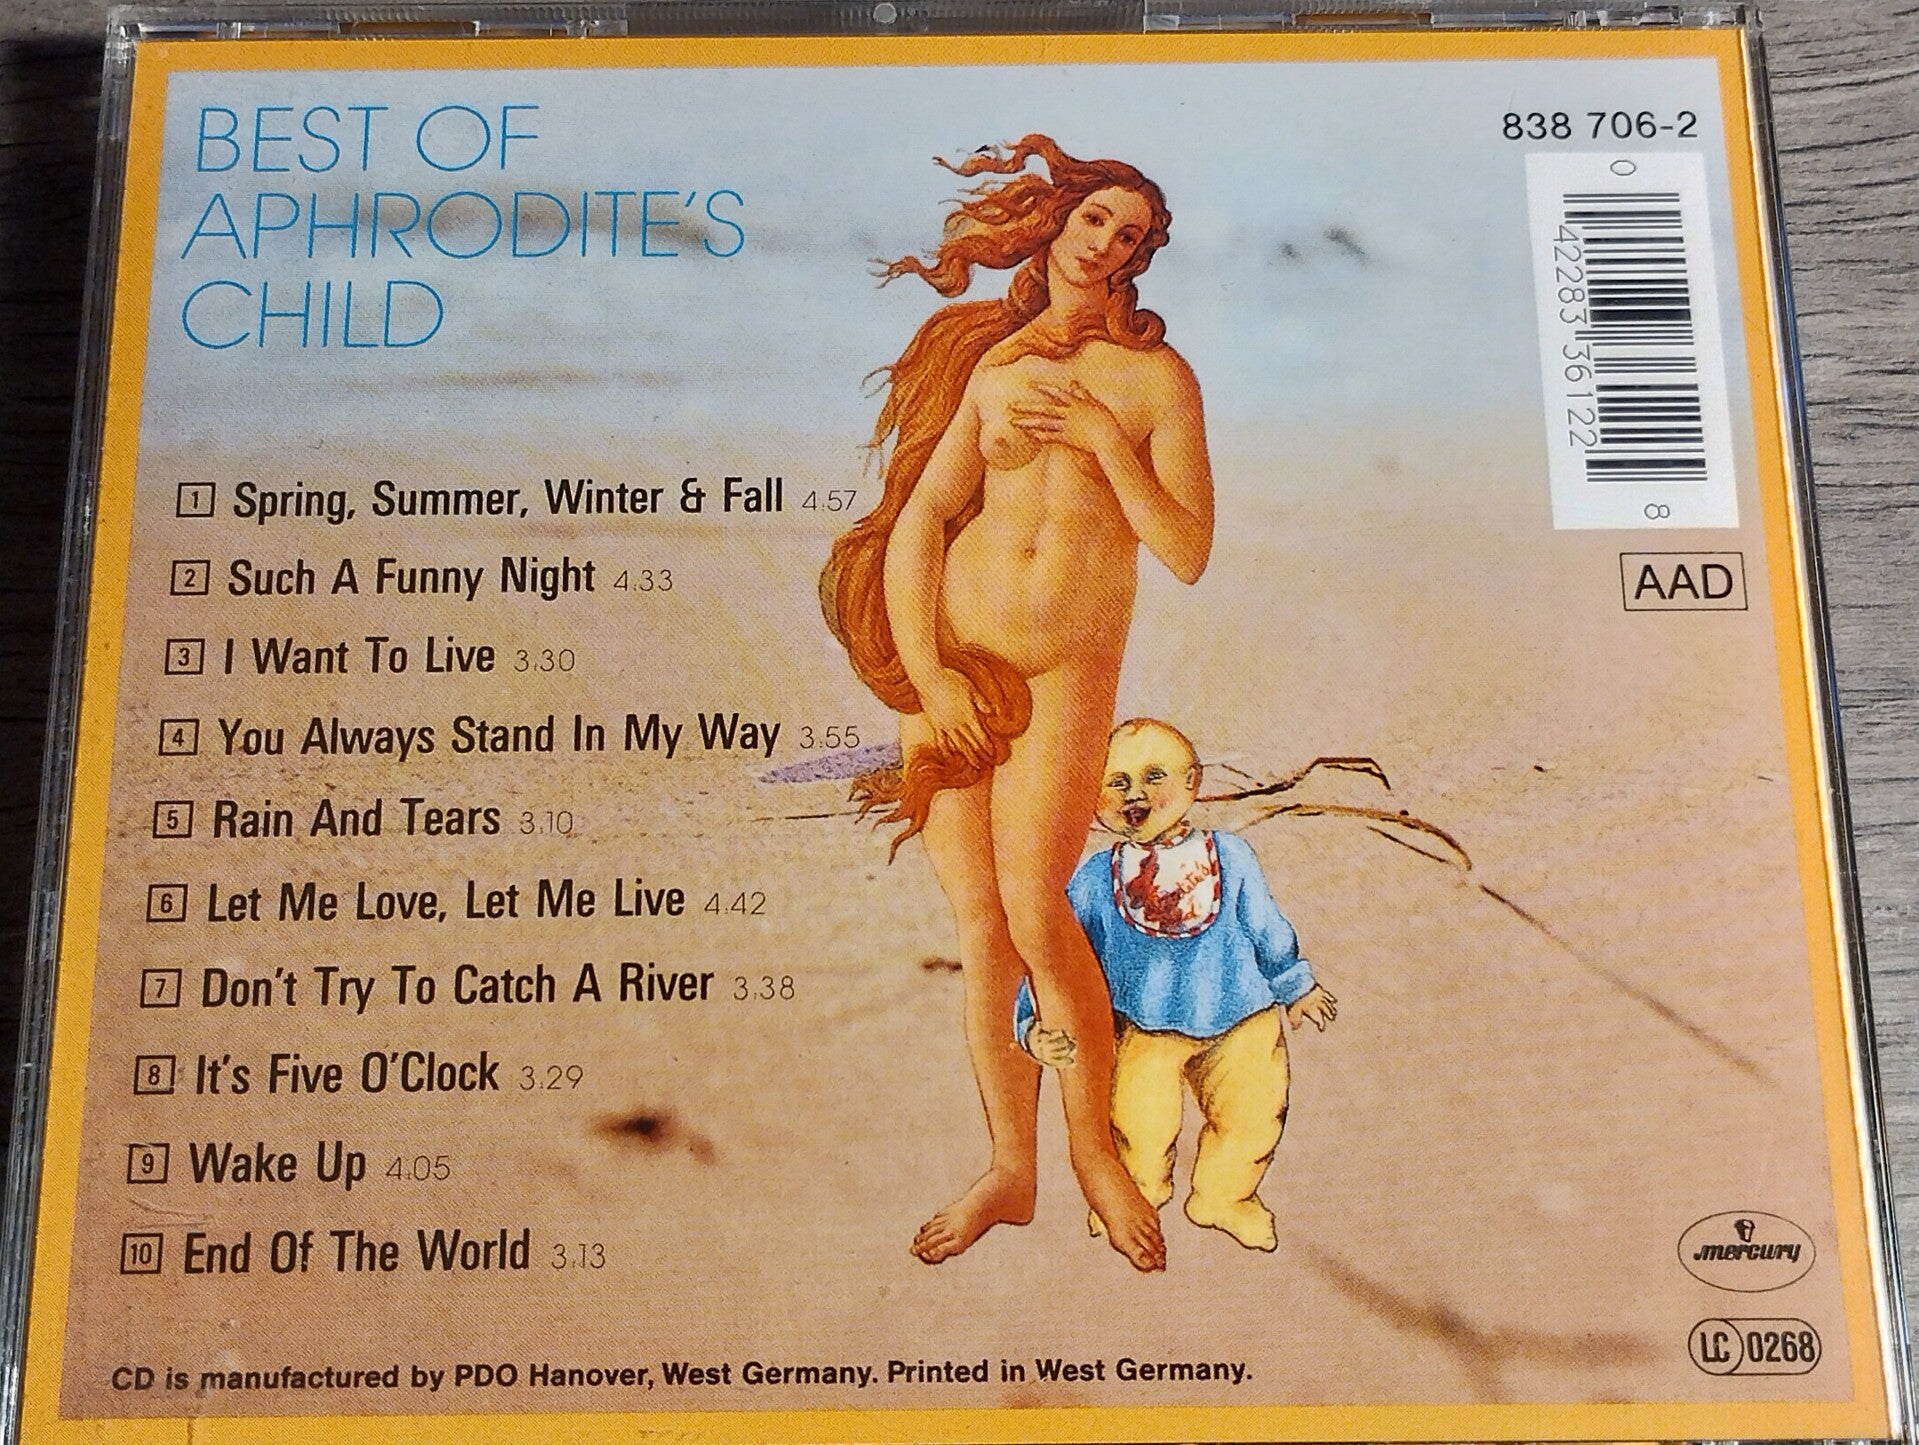 BEST OF
APHRODITE'S
CHILD
838 706-2
0
42283 36122
8
AAD
1 Spring, Summer, Winter & Fall 4.57
2 Such A Funny Night 4.33
3 I Want To Live 3.30
4 You Always Stand In My Way 3.55
5 Rain And Tears 3.10
6 Let Me Love, Let Me Live 4.42
7 Don't Try To Catch A River 3.38
8 It's Five O'Clock 3.29
9 Wake Up 4.05
10 End Of The World 3.13
mercury
LC 0268
CD is manufactured by PDO Hanover, West Germany. Printed in West Germany.